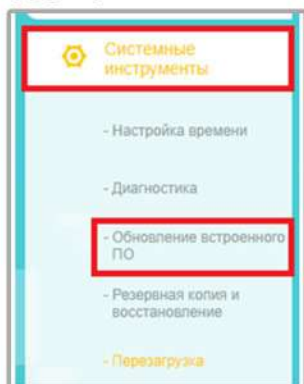 Системные
инструменты
- Настройка времени
- Диагностика
- Обновление встроенного
ПО
- Резервная копия и
восстановление
- Перезагрузка